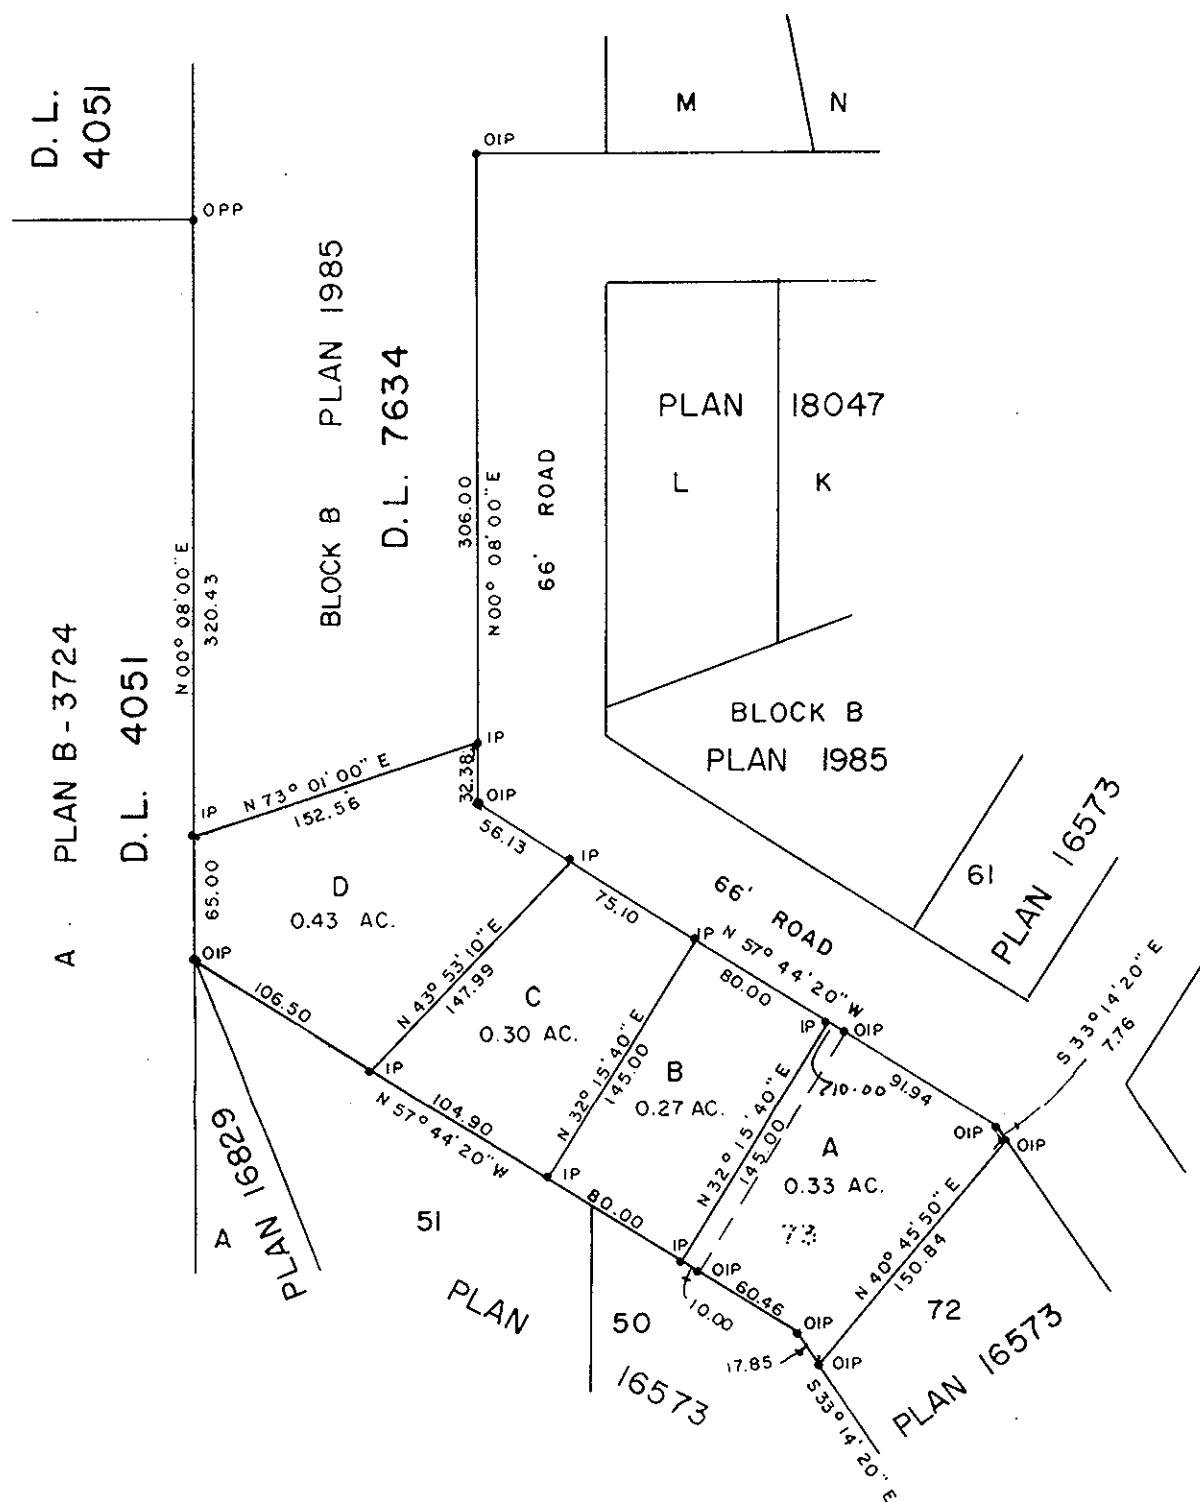 D. L.
4051
OPP
OIP
M
N
BLOCK B PLAN 1985
D. L. 7634
306.00
N00° 08' 00" E
66' ROAD
PLAN 18047
L
K
N00° 08' 00" E
320.43
A PLAN B-3724
D. L. 4051
BLOCK B
PLAN 1985
IP
32.38
OIP
N 73° 01' 00" E
152.56
IP
65.00
D
0.43 AC.
OIP
56.13
IP
75.10
IP
66' ROAD
N 57° 44' 20" W
80.00
IP
OIP
61
PLAN 16573
S 33° 14' 20" E
7.76
106.50
N 43° 53' 10" E
147.99
C
0.30 AC.
N 32° 15' 40" E
145.00
B
0.27 AC.
N 32° 15' 40" E
145.00
10.00
91.94
OIP
OIP
A
0.33 AC.
73
N 40° 45' 50" E
150.84
IP
104.90
N 57° 44' 20" W
IP
80.00
IP
OIP
10.00
60.46
OIP
17.85
OIP
S 33° 14' 20" E
A
PLAN 16829
51
PLAN
50
16573
72
PLAN 16573